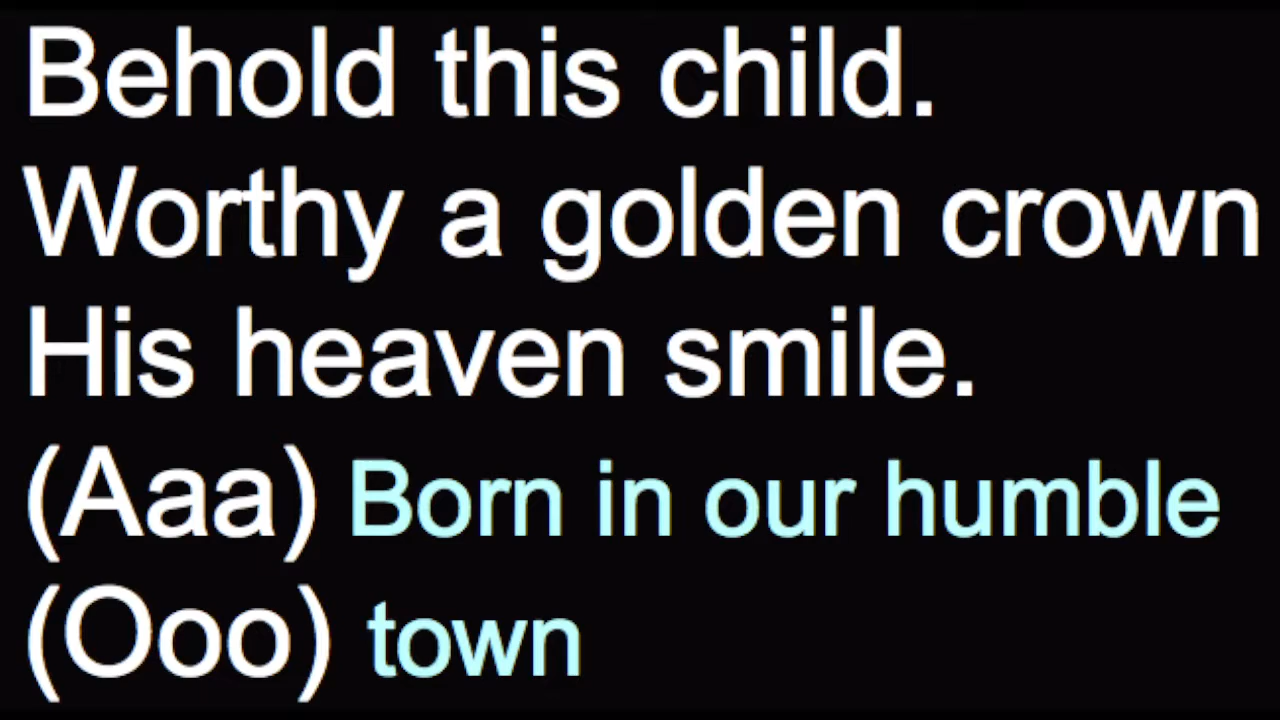 Behold this child.
Worthy a golden crown
His heaven smile.
(Aaa) Born in our humble
(Ooo) town